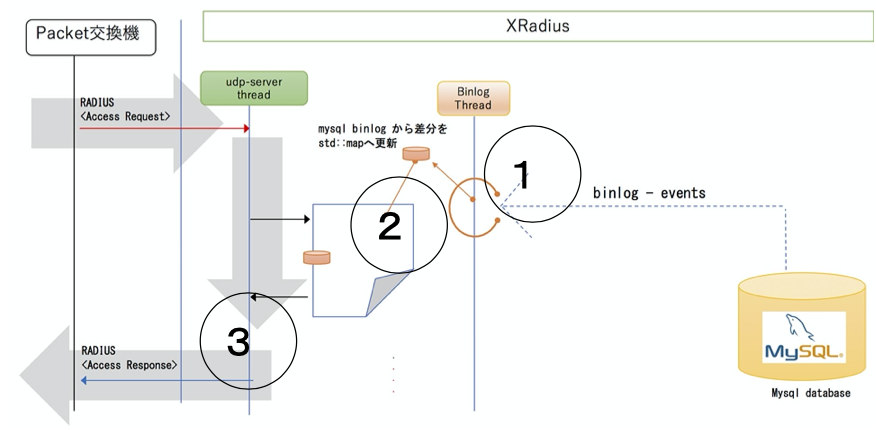 Packet交換機
XRadius
udp-server
thread
Binlog
Thread
RADIUS
<Access Request>
mysql binlog から差分を
std::mapへ更新
1
binlog - events
2
3
RADIUS
<Access Response>
MySQL®
Mysql database